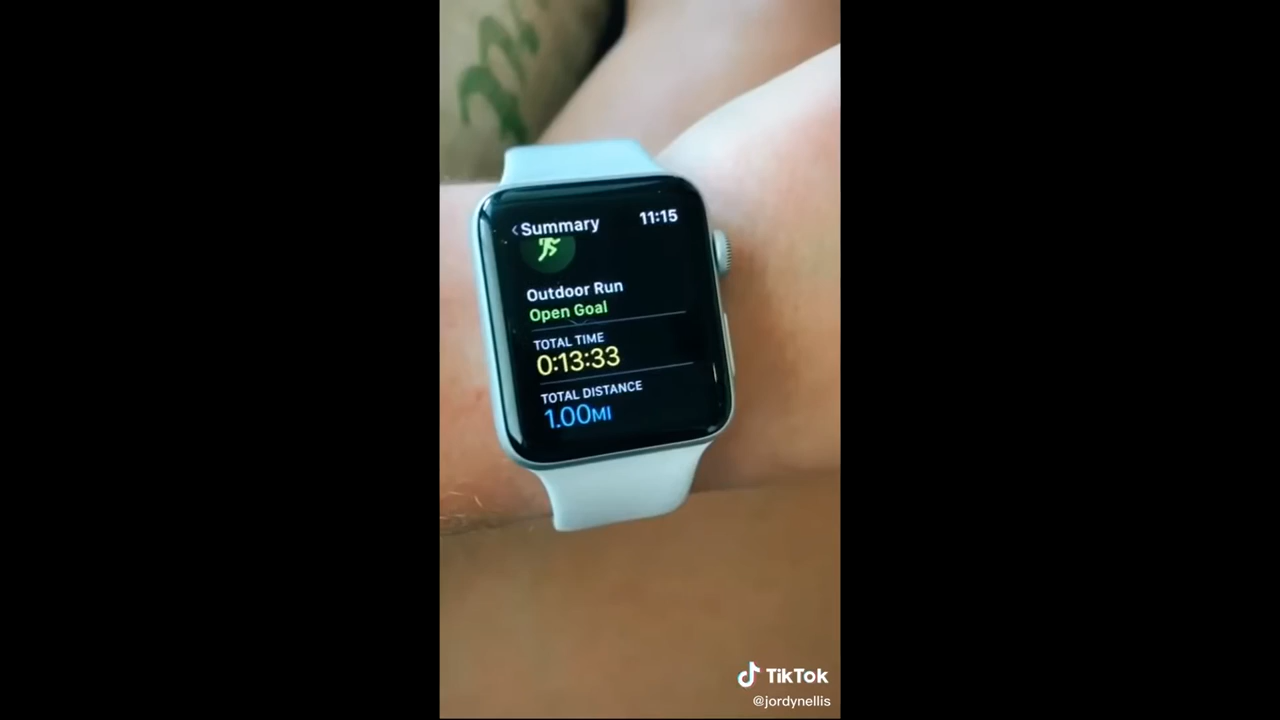 <Summary 11:15
Outdoor Run
Open Goal
TOTAL TIME
0:13:33
TOTAL DISTANCE
1.00MI
TikTok
@jordynellis